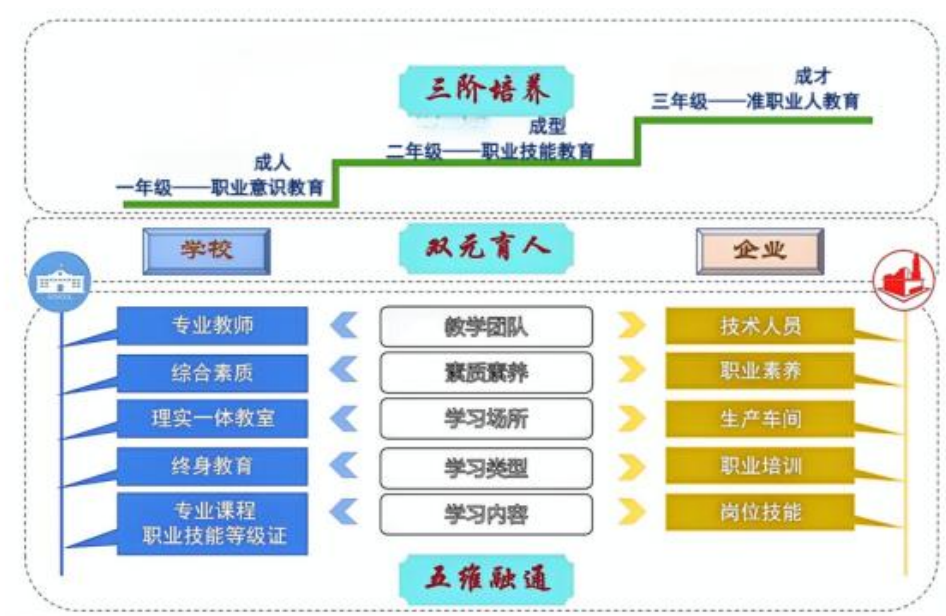 三阶培养
成才
三年级——准职业人教育
成型
二年级——职业技能教育
成人
一年级——职业意识教育
学校
双元育人
企业
SCHOOL
专业教师
教学团队
技术人员
综合素质
素质素养
职业素养
理实一体教室
学习场所
生产车间
终身教育
学习类型
职业培训
专业课程
职业技能等级证
学习内容
岗位技能
五维融通